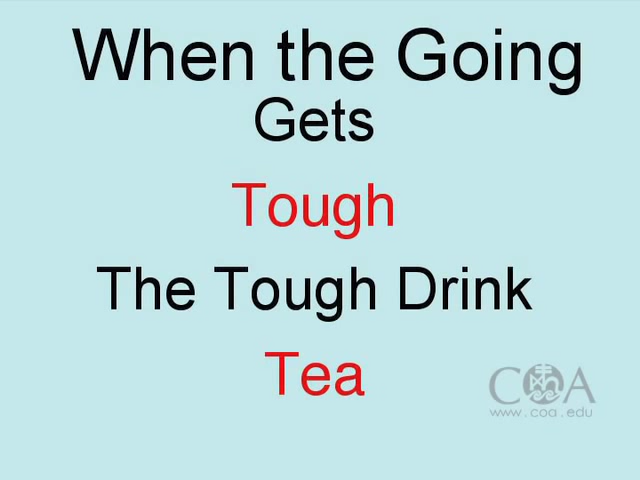 When the Going
Gets
Tough
The Tough Drink
Tea
COA
www.coa.edu